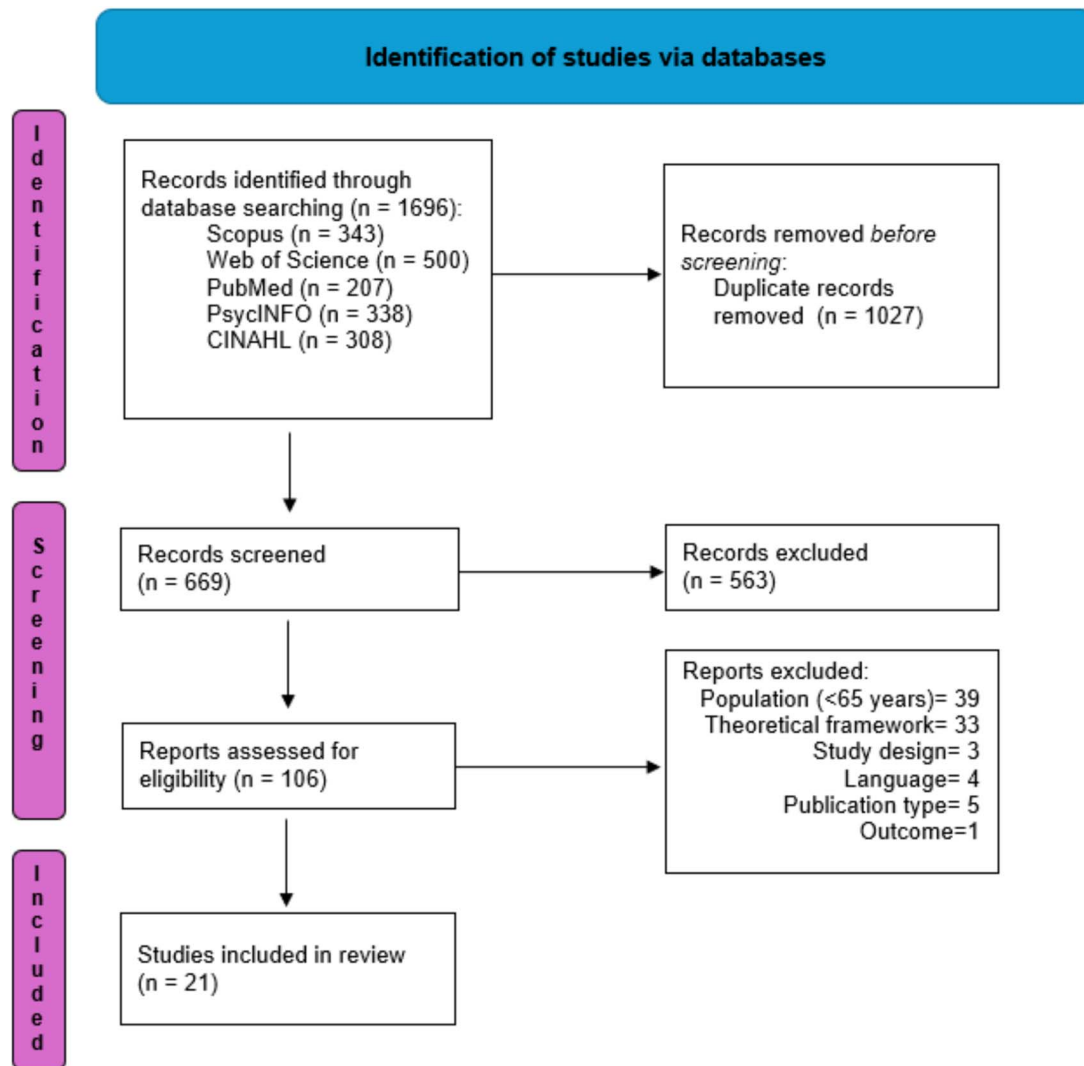 Identification of studies via databases
Identification
Records identified through
database searching (n = 1696):
Scopus (n = 343)
Web of Science (n = 500)
PubMed (n = 207)
PsycINFO (n = 338)
CINAHL (n = 308)
Records removed before
screening:
Duplicate records
removed (n = 1027)
Screening
Records screened
(n = 669)
Records excluded
(n = 563)
Reports assessed for
eligibility (n = 106)
Reports excluded:
Population (<65 years)= 39
Theoretical framework= 33
Study design= 3
Language= 4
Publication type= 5
Outcome=1
Included
Studies included in review
(n = 21)